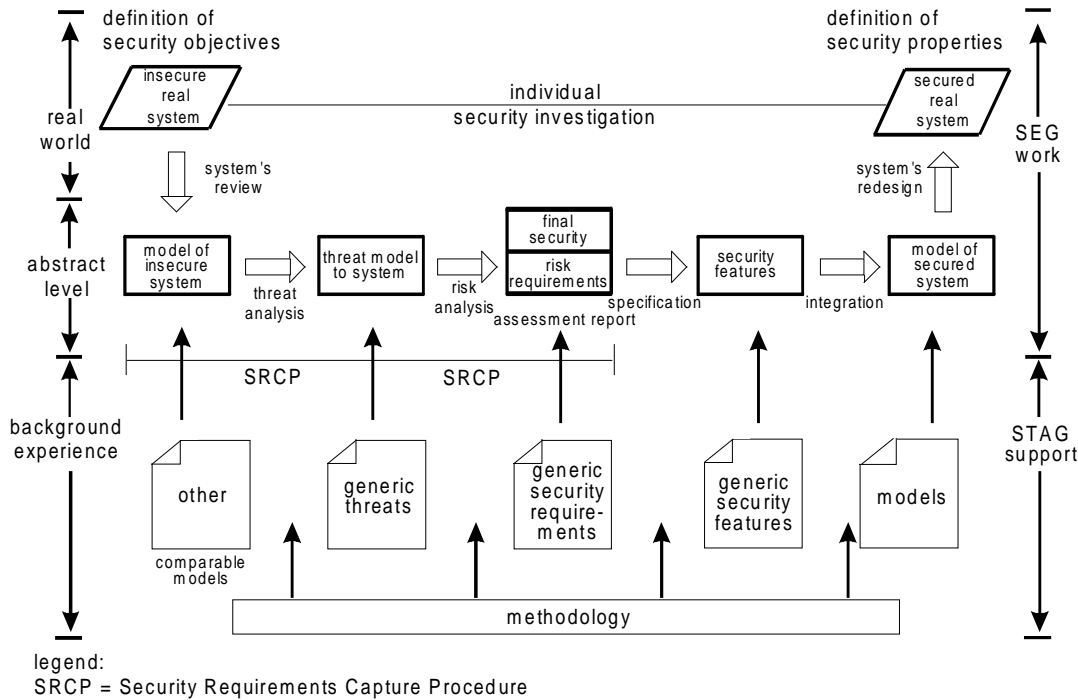 definition of
security objectives
definition of
security properties
insecure
real
system
individual
security investigation
secured
real
system
real
world
SEG
work
system's
review
system's
redesign
abstract
level
model of
insecure
system
threat
analysis
threat model
to system
risk
analysis
final
security
risk
requirements
assessment report
specification
security
features
integration
model of
secured
system
SRCP
SRCP
background
experience
STAG
support
other
comparable
models
generic
threats
generic
security
require-
ments
generic
security
features
models
methodology
legend:
SRCP = Security Requirements Capture Procedure